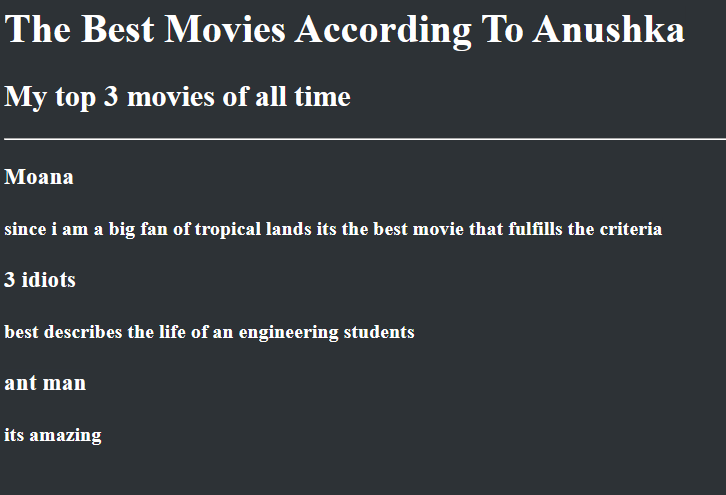 The Best Movies According To Anushka
My top 3 movies of all time
Moana
since i am a big fan of tropical lands its the best movie that fulfills the criteria
3 idiots
best describes the life of an engineering students
ant man
its amazing